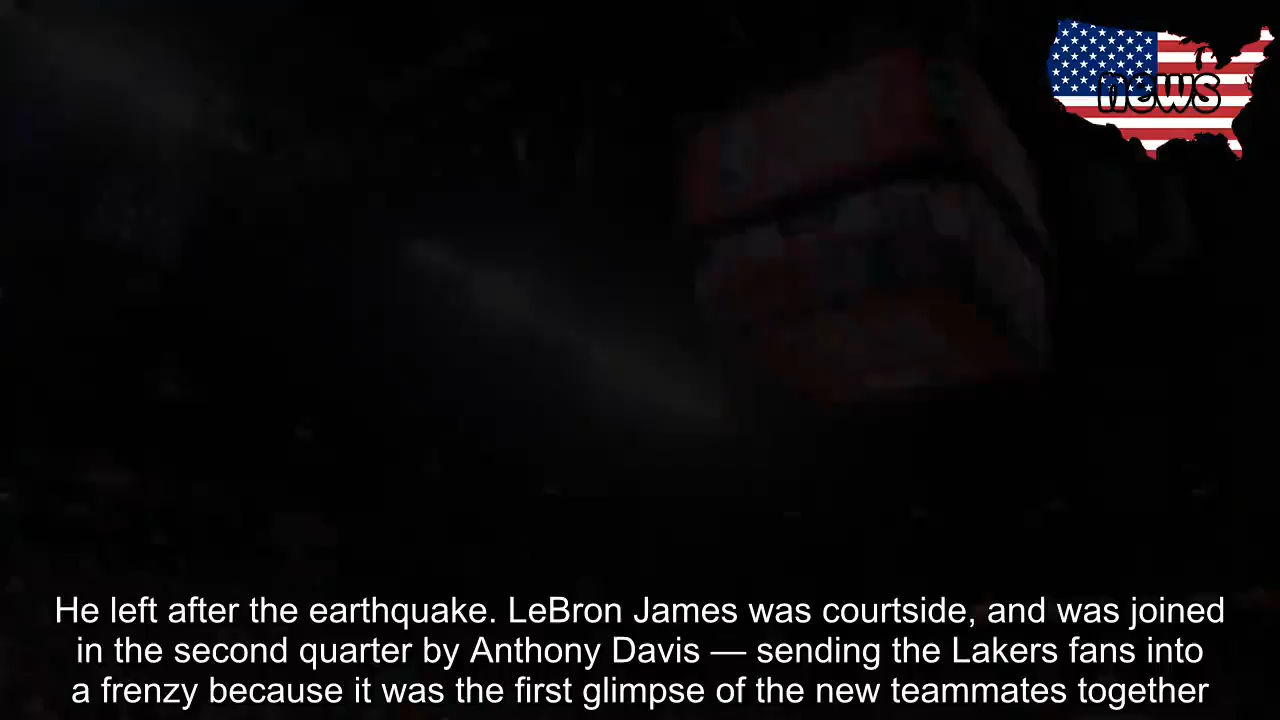 news
He left after the earthquake. LeBron James was courtside, and was joined
in the second quarter by Anthony Davis — sending the Lakers fans into
a frenzy because it was the first glimpse of the new teammates together